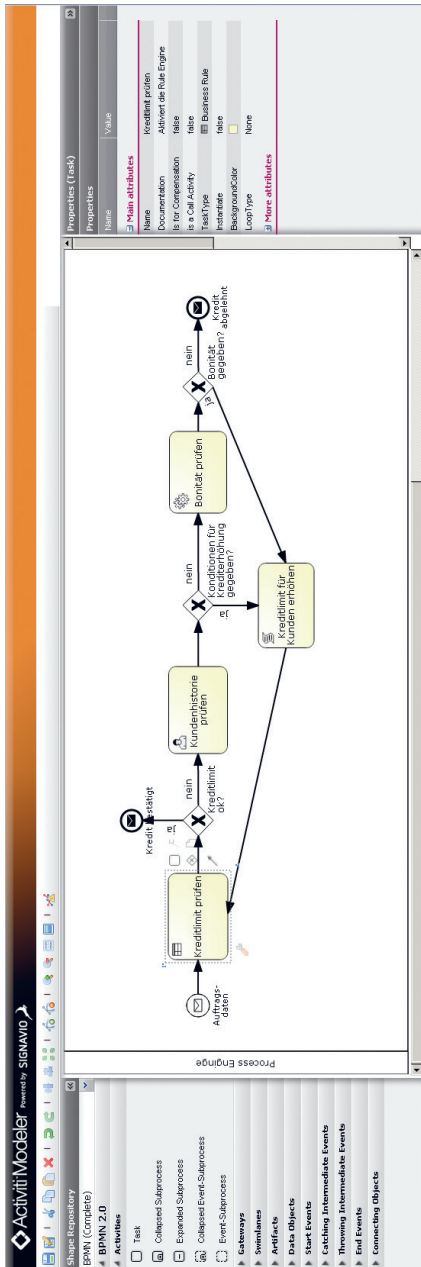 Activiti Modeler Powered by SIGNAVIO
Shape Repository
BPMN (Complete)
BPMN 2.0
Activities
Task
Collapsed Subprocess
Expanded Subprocess
Collapsed Event-Subprocess
Event-Subprocess
Gateways
Swimlanes
Artifacts
Data Objects
Start Events
Catching Intermediate Events
Throwing Intermediate Events
End Events
Connecting Objects
Process Enginge
Auftrags-
daten
Kreditlimit prüfen
Kredit bestätigt
ja
Kreditlimit
ok?
nein
Kundenhistorie
prüfen
Konditionen für
Krediterhöhung
gegeben?
nein
ja
Bonität prüfen
Bonität
gegeben?
nein
ja
Kredit
abgelehnt
Kreditlimit für
Kunden erhöhen
Properties (Task)
Properties
Name Value
Main attributes
Name Kreditlimit prüfen
Documentation Aktiviert die Rule Engine
Is for Compensation false
is a Call Activity false
TaskType Business Rule
Instantiate false
BackgroundColor
LoopType None
More attributes